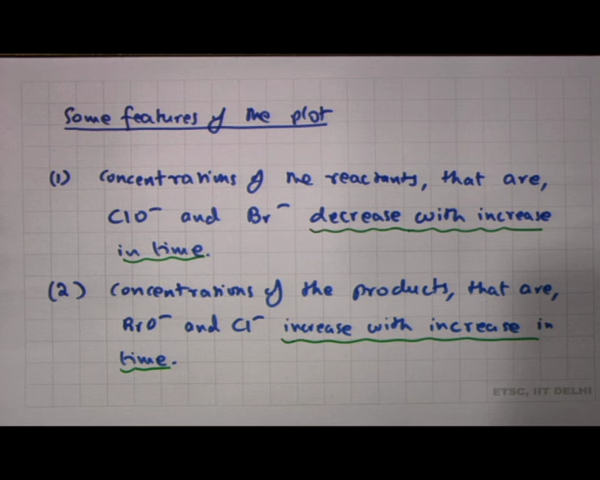 Some features of the plot
(1) Concentrations of the reactants, that are,
ClO⁻ and Br⁻ decrease with increase
in time.
(2) Concentrations of the products, that are,
BrO⁻ and Cl⁻ increase with increase in
time.
ETSC, IIT DELHI